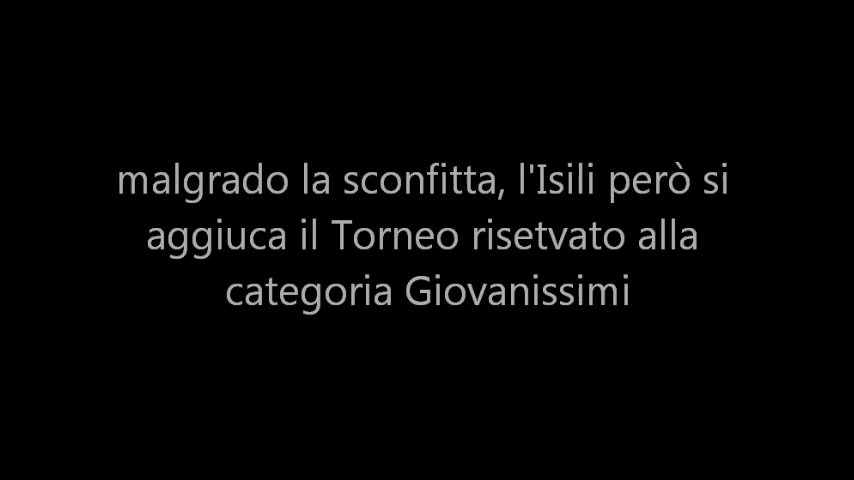 malgrado la sconfitta, l'Isili però si
aggiuca il Torneo risetvato alla
categoria Giovanissimi